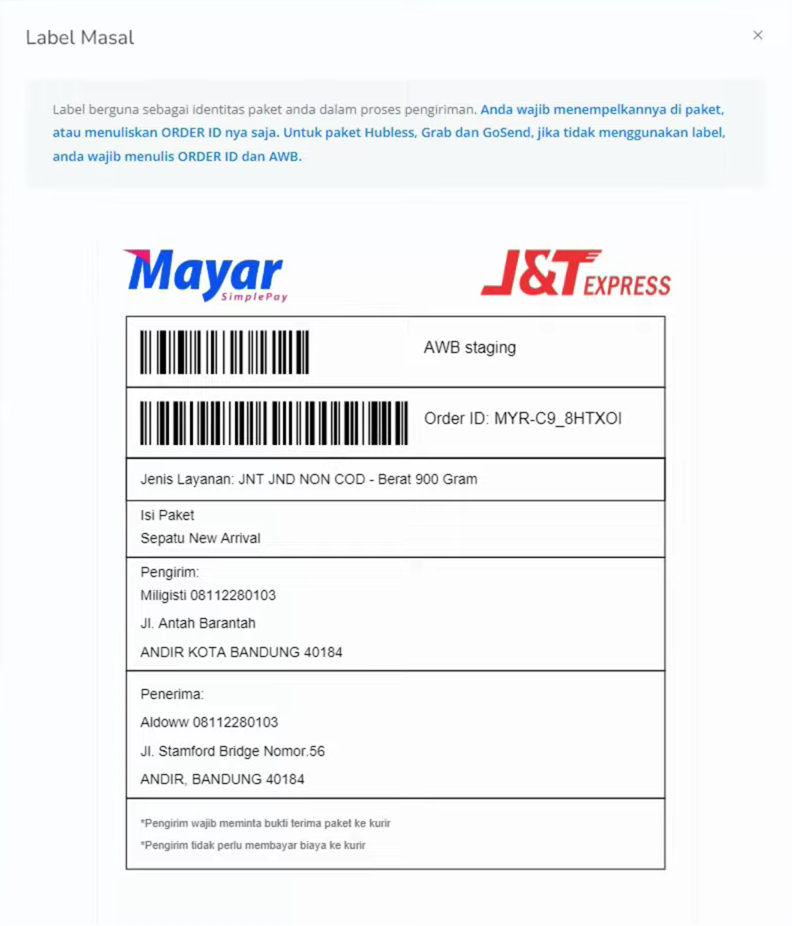 Label Masal
×
Label berguna sebagai identitas paket anda dalam proses pengiriman. Anda wajib menempelkannya di paket,
atau menuliskan ORDER ID nya saja. Untuk paket Hubless, Grab dan GoSend, jika tidak menggunakan label,
anda wajib menulis ORDER ID dan AWB.
Mayar
SimplePay
J&T EXPRESS
AWB staging
Order ID: MYR-C9_8HTXOI
Jenis Layanan: JNT JND NON COD - Berat 900 Gram
Isi Paket
Sepatu New Arrival
Pengirim:
Miligisti 08112280103
Jl. Antah Barantah
ANDIR KOTA BANDUNG 40184
Penerima:
Aldoww 08112280103
Jl. Stamford Bridge Nomor.56
ANDIR, BANDUNG 40184
*Pengirim wajib meminta bukti terima paket ke kurir
*Pengirim tidak perlu membayar biaya ke kurir